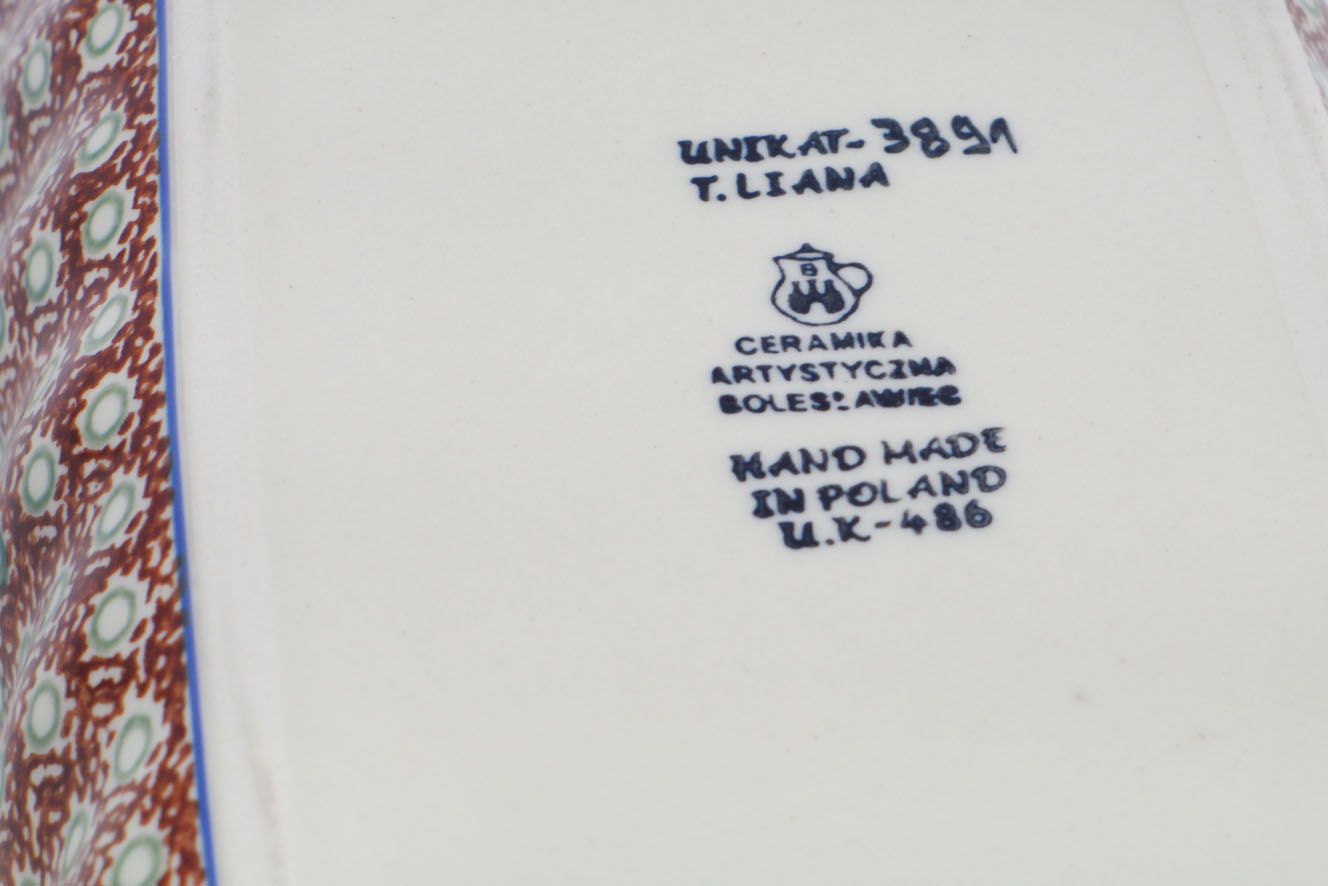 UNIKAT-3891
T. LIANA
B
CERAMIKA
ARTYSTYCZNA
BOLESŁAWIEC
HAND MADE
IN POLAND
U.K-486